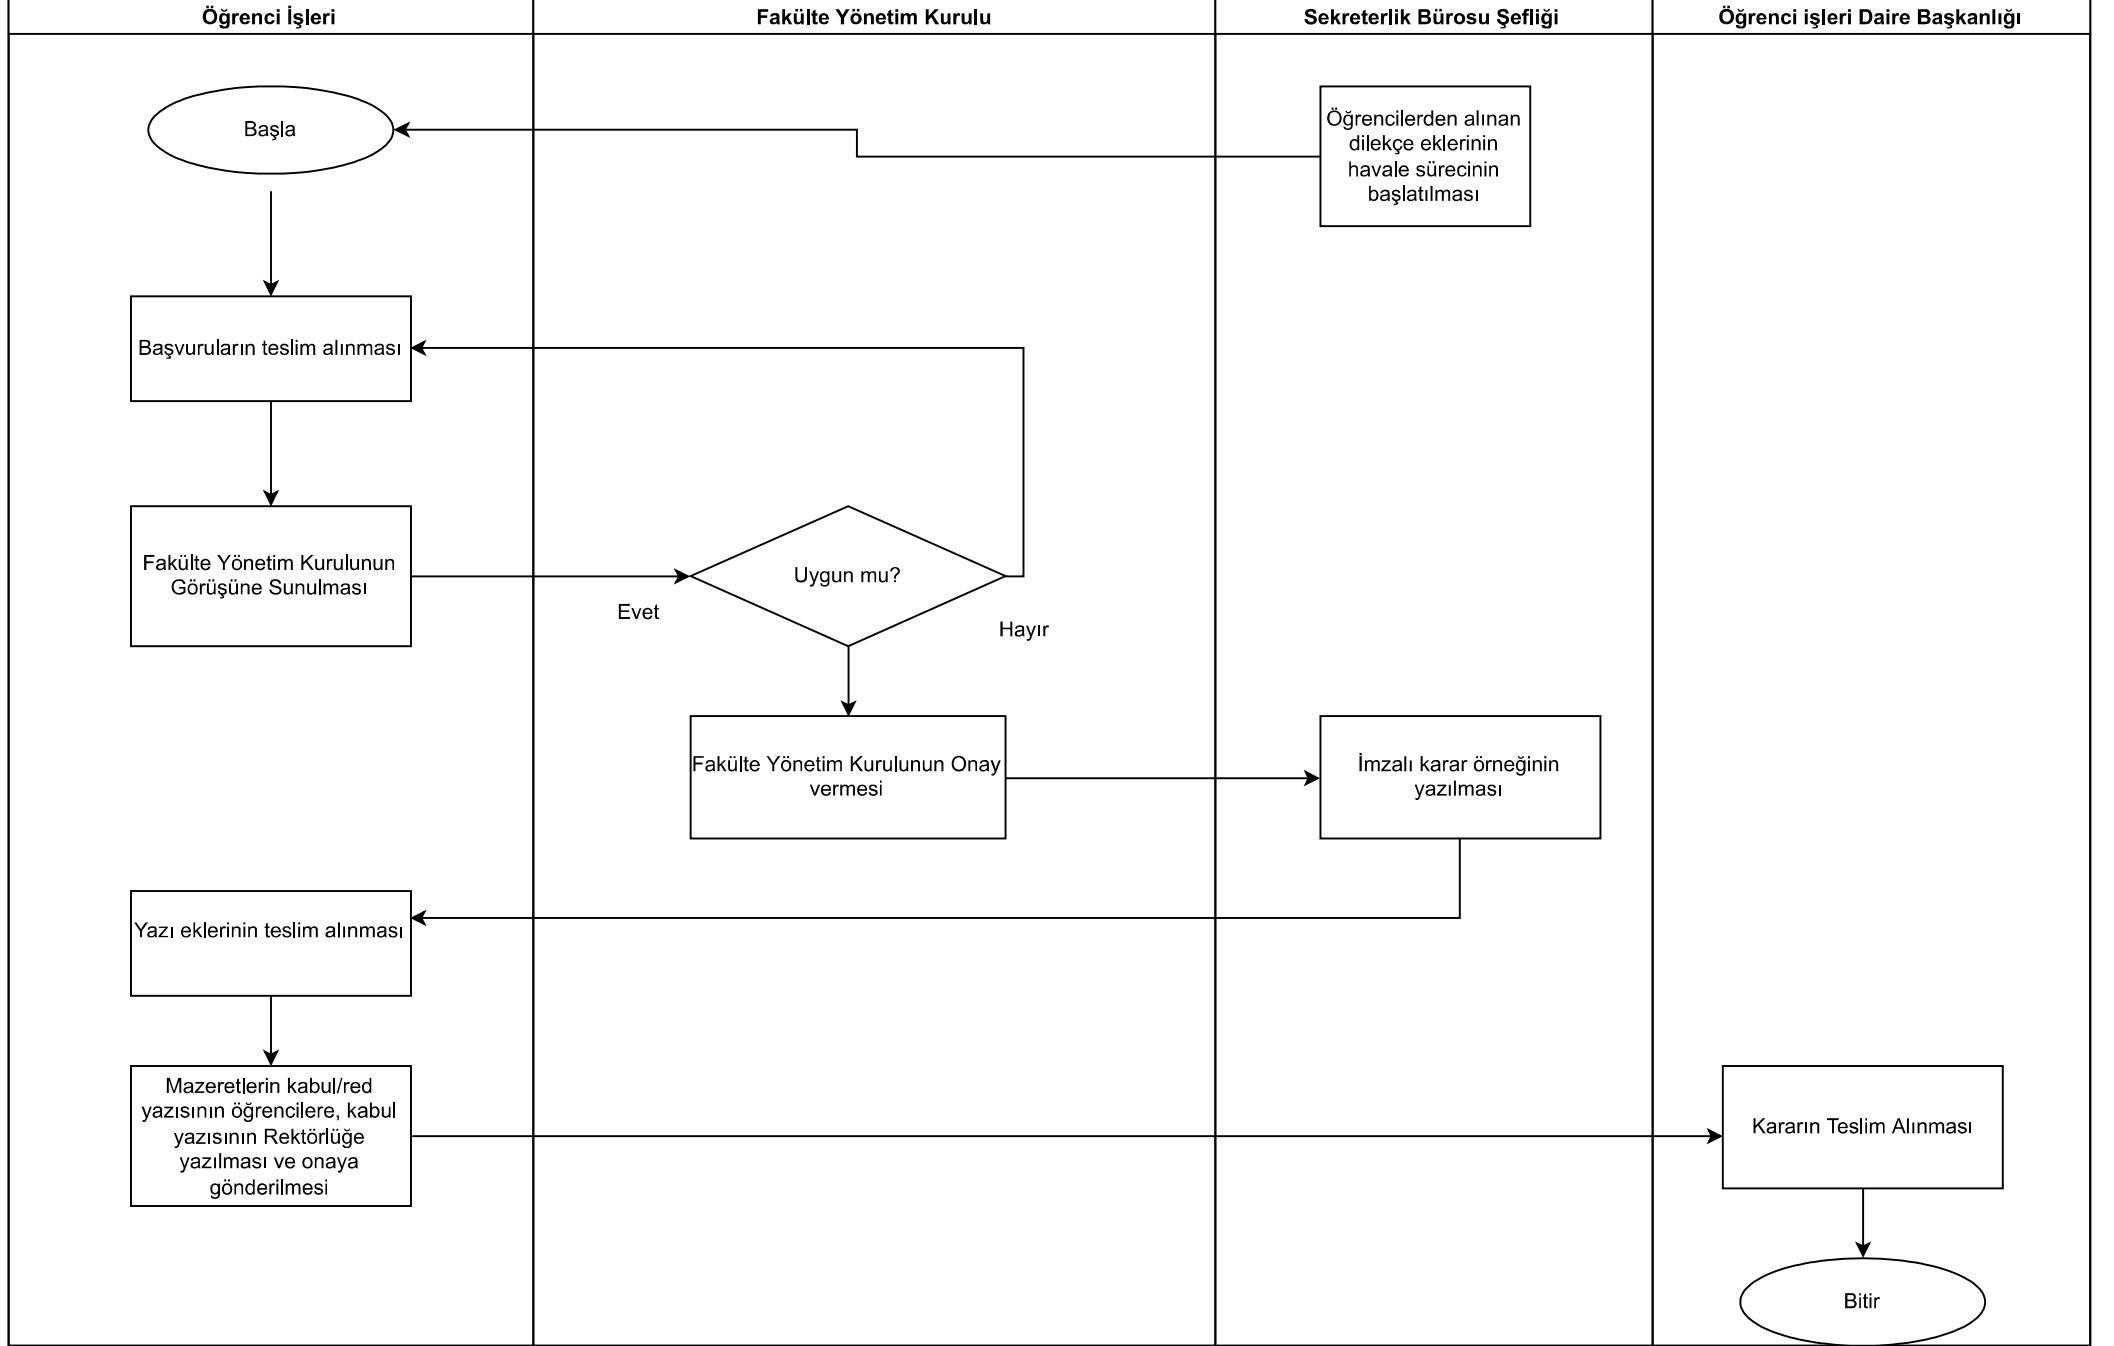 Öğrenci İşleri
Fakülte Yönetim Kurulu
Sekreterlik Bürosu Şefliği
Öğrenci işleri Daire Başkanlığı
Başla
Öğrencilerden alınan
dilekçe eklerinin
havale sürecinin
başlatılması
Başvuruların teslim alınması
Fakülte Yönetim Kurulunun
Görüşüne Sunulması
Uygun mu?
Evet
Hayır
Fakülte Yönetim Kurulunun Onay
vermesi
İmzalı karar örneğinin
yazılması
Yazı eklerinin teslim alınması
Mazeretlerin kabul/red
yazısının öğrencilere, kabul
yazısının Rektörlüğe
yazılması ve onaya
gönderilmesi
Kararın Teslim Alınması
Bitir